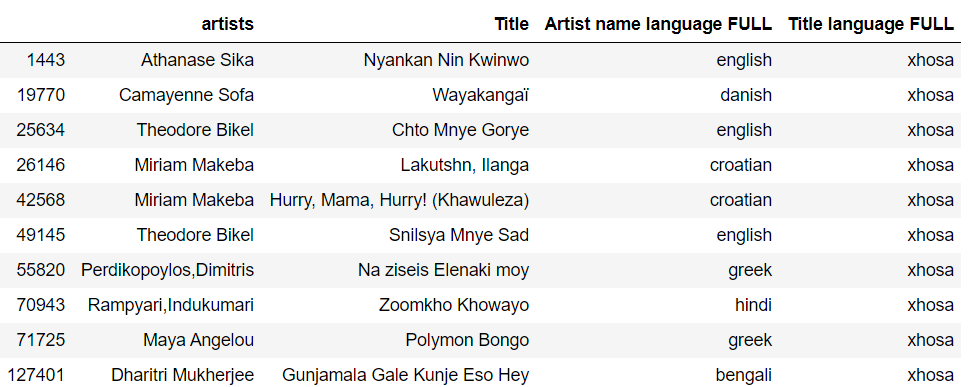 artists Title Artist name language FULL Title language FULL
1443 Athanase Sika Nyankan Nin Kwinwo english xhosa
19770 Camayenne Sofa Wayakangaï danish xhosa
25634 Theodore Bikel Chto Mnye Gorye english xhosa
26146 Miriam Makeba Lakutshn, Ilanga croatian xhosa
42568 Miriam Makeba Hurry, Mama, Hurry! (Khawuleza) croatian xhosa
49145 Theodore Bikel Snilsya Mnye Sad english xhosa
55820 Perdikopoylos,Dimitris Na ziseis Elenaki moy greek xhosa
70943 Rampyari,Indukumari Zoomkho Khowayo hindi xhosa
71725 Maya Angelou Polymon Bongo greek xhosa
127401 Dharitri Mukherjee Gunjamala Gale Kunje Eso Hey bengali xhosa